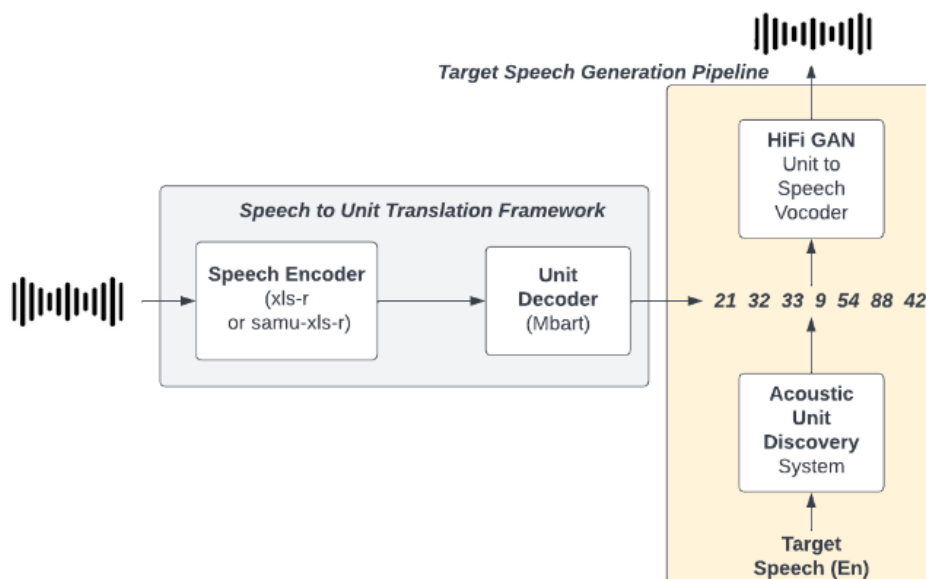 Target Speech Generation Pipeline
HiFi GAN
Unit to
Speech
Vocoder
Speech to Unit Translation Framework
Speech Encoder
(xls-r
or samu-xls-r)
Unit
Decoder
(Mbart)
21 32 33 9 54 88 42
Acoustic
Unit
Discovery
System
Target
Speech (En)